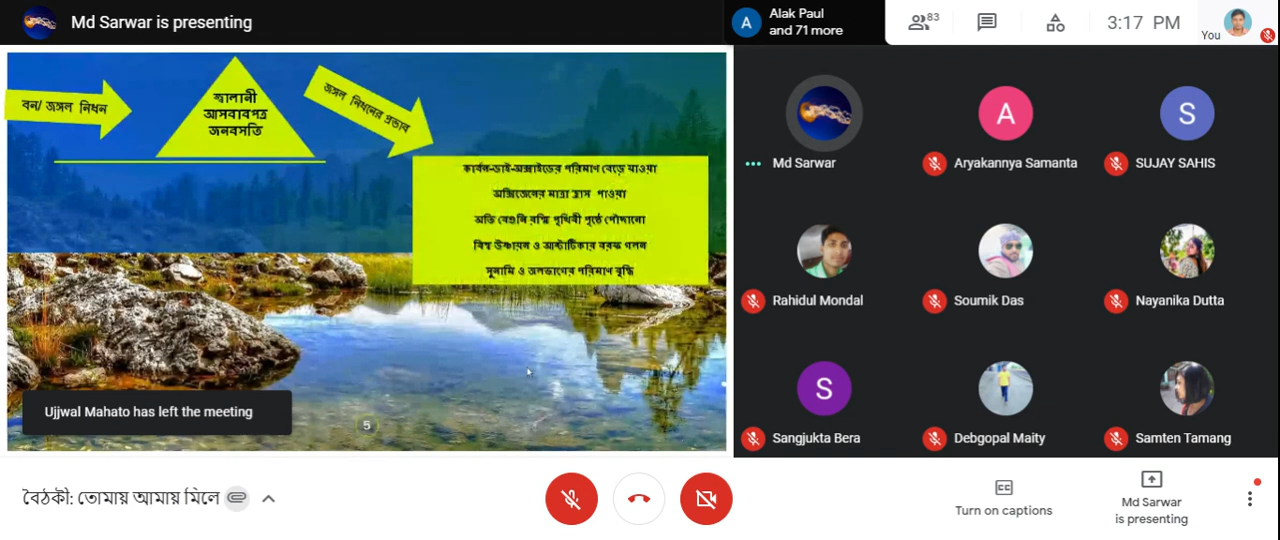 Md Sarwar is presenting
A
Alak Paul
and 71 more
83
3:17 PM
You
বন/ জঙ্গল নিধন
জ্বালানী
আসবাবপত্র
জনবসতি
জঙ্গল নিধনের প্রভাব
কার্বন-ডাই-অক্সাইডের পরিমাণ বেড়ে যাওয়া
অক্সিজেনের মাত্রা হ্রাস পাওয়া
অতি বেগুনি রশ্মি পৃথিবী পৃষ্ঠে পৌঁছানো
বিশ্ব উষ্ণায়ন ও আন্টার্টিকার বরফ গলন
সুনামি ও জলভাগের পরিমাণ বৃদ্ধি
Ujjwal Mahato has left the meeting
5
Md Sarwar
A
Aryakannya Samanta
S
SUJAY SAHIS
Rahidul Mondal
Soumik Das
Nayanika Dutta
S
Sangjukta Bera
Debgopal Maity
Samten Tamang
বৈঠকী: তোমায় আমায় মিলে
CC
Turn on captions
Md Sarwar
is presenting